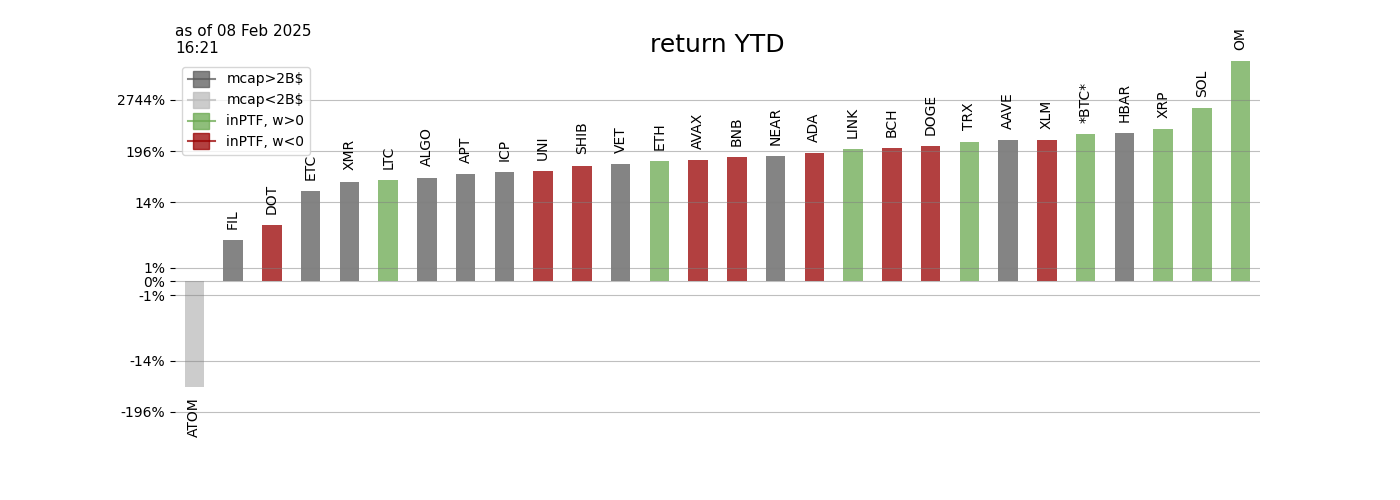 as of 08 Feb 2025
16:21
return YTD
mcap>2B$
mcap<2B$
inPTF, w>0
inPTF, w<0
2744%
196%
14%
1%
0%
-1%
-14%
-196%
ATOM
FIL
DOT
ETC
XMR
LTC
ALGO
APT
ICP
UNI
SHIB
VET
ETH
AVAX
BNB
NEAR
ADA
LINK
BCH
DOGE
TRX
AAVE
XLM
*BTC*
HBAR
XRP
SOL
OM